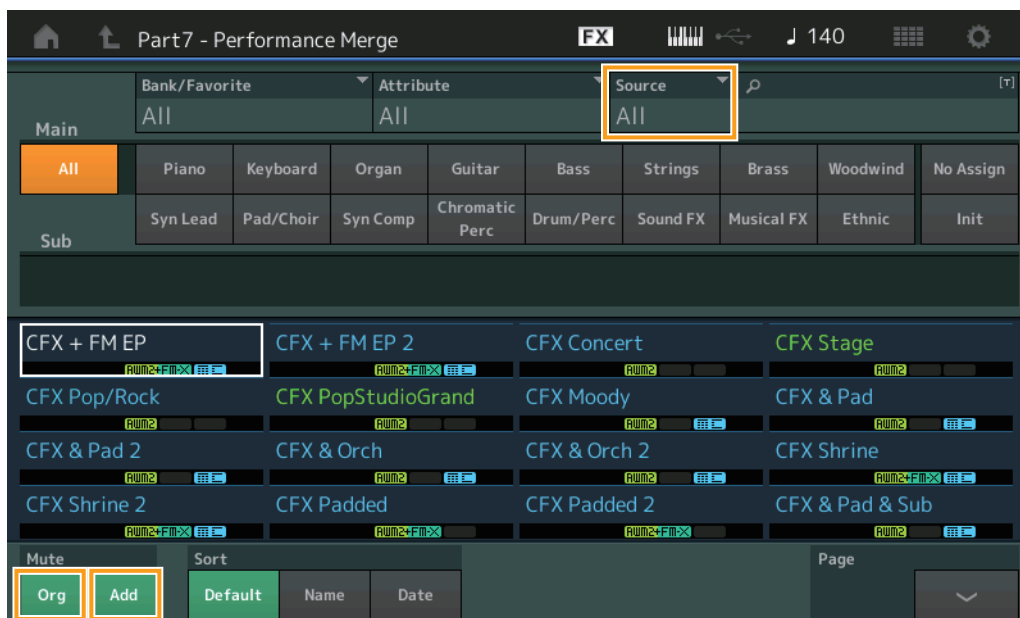 Part7 - Performance Merge FX ♩ 140
Bank/Favorite Attribute Source [T]
All All All
Main
All Piano Keyboard Organ Guitar Bass Strings Brass Woodwind No Assign
Syn Lead Pad/Choir Syn Comp Chromatic Perc Drum/Perc Sound FX Musical FX Ethnic Init
Sub
CFX + FM EP CFX + FM EP 2 CFX Concert CFX Stage
AWM2+FM-X AWM2+FM-X AWM2 AWM2
CFX Pop/Rock CFX PopStudioGrand CFX Moody CFX & Pad
AWM2 AWM2 AWM2 AWM2
CFX & Pad 2 CFX & Orch CFX & Orch 2 CFX Shrine
AWM2 AWM2 AWM2 AWM2+FM-X
CFX Shrine 2 CFX Padded CFX Padded 2 CFX & Pad & Sub
AWM2+FM-X AWM2+FM-X AWM2+FM-X AWM2
Mute Sort Page
Org Add Default Name Date